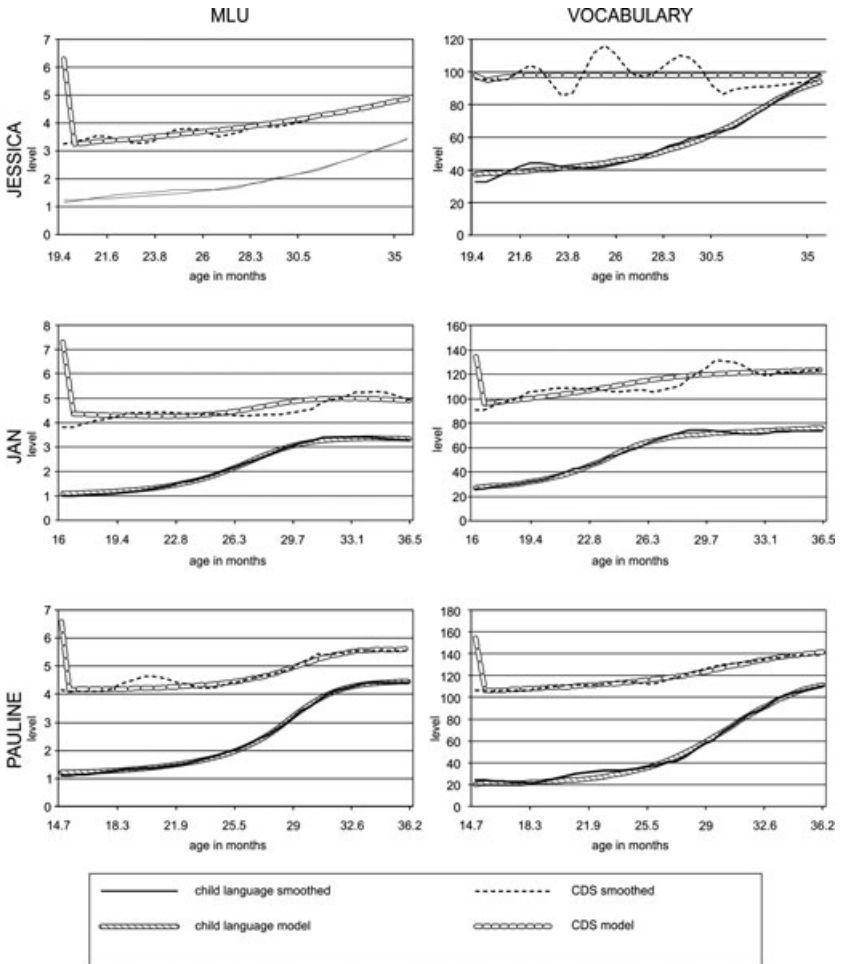 MLU
VOCABULARY
JESSICA
level
7
6
5
4
3
2
1
0
19.4 21.6 23.8 26 28.3 30.5 35
age in months
level
120
100
80
60
40
20
0
19.4 21.6 23.8 26 28.3 30.5 35
age in months
JAN
level
8
7
6
5
4
3
2
1
0
16 19.4 22.8 26.3 29.7 33.1 36.5
age in months
level
160
140
120
100
80
60
40
20
0
16 19.4 22.8 26.3 29.7 33.1 36.5
age in months
PAULINE
level
7
6
5
4
3
2
1
0
14.7 18.3 21.9 25.5 29 32.6 36.2
age in months
level
180
160
140
120
100
80
60
40
20
0
14.7 18.3 21.9 25.5 29 32.6 36.2
age in months
child language smoothed
CDS smoothed
child language model
CDS model